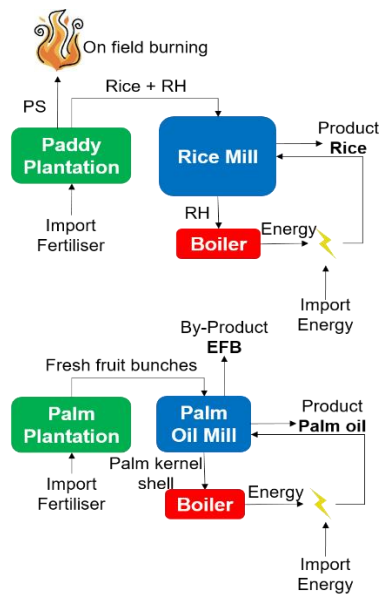 On field burning
PS
Rice + RH
Paddy
Plantation
Rice Mill
Product
Rice
Import
Fertiliser
RH
Boiler
Energy
Import
Energy
By-Product
EFB
Fresh fruit bunches
Palm
Plantation
Palm
Oil Mill
Product
Palm oil
Import
Fertiliser
Palm kernel
shell
Boiler
Energy
Import
Energy